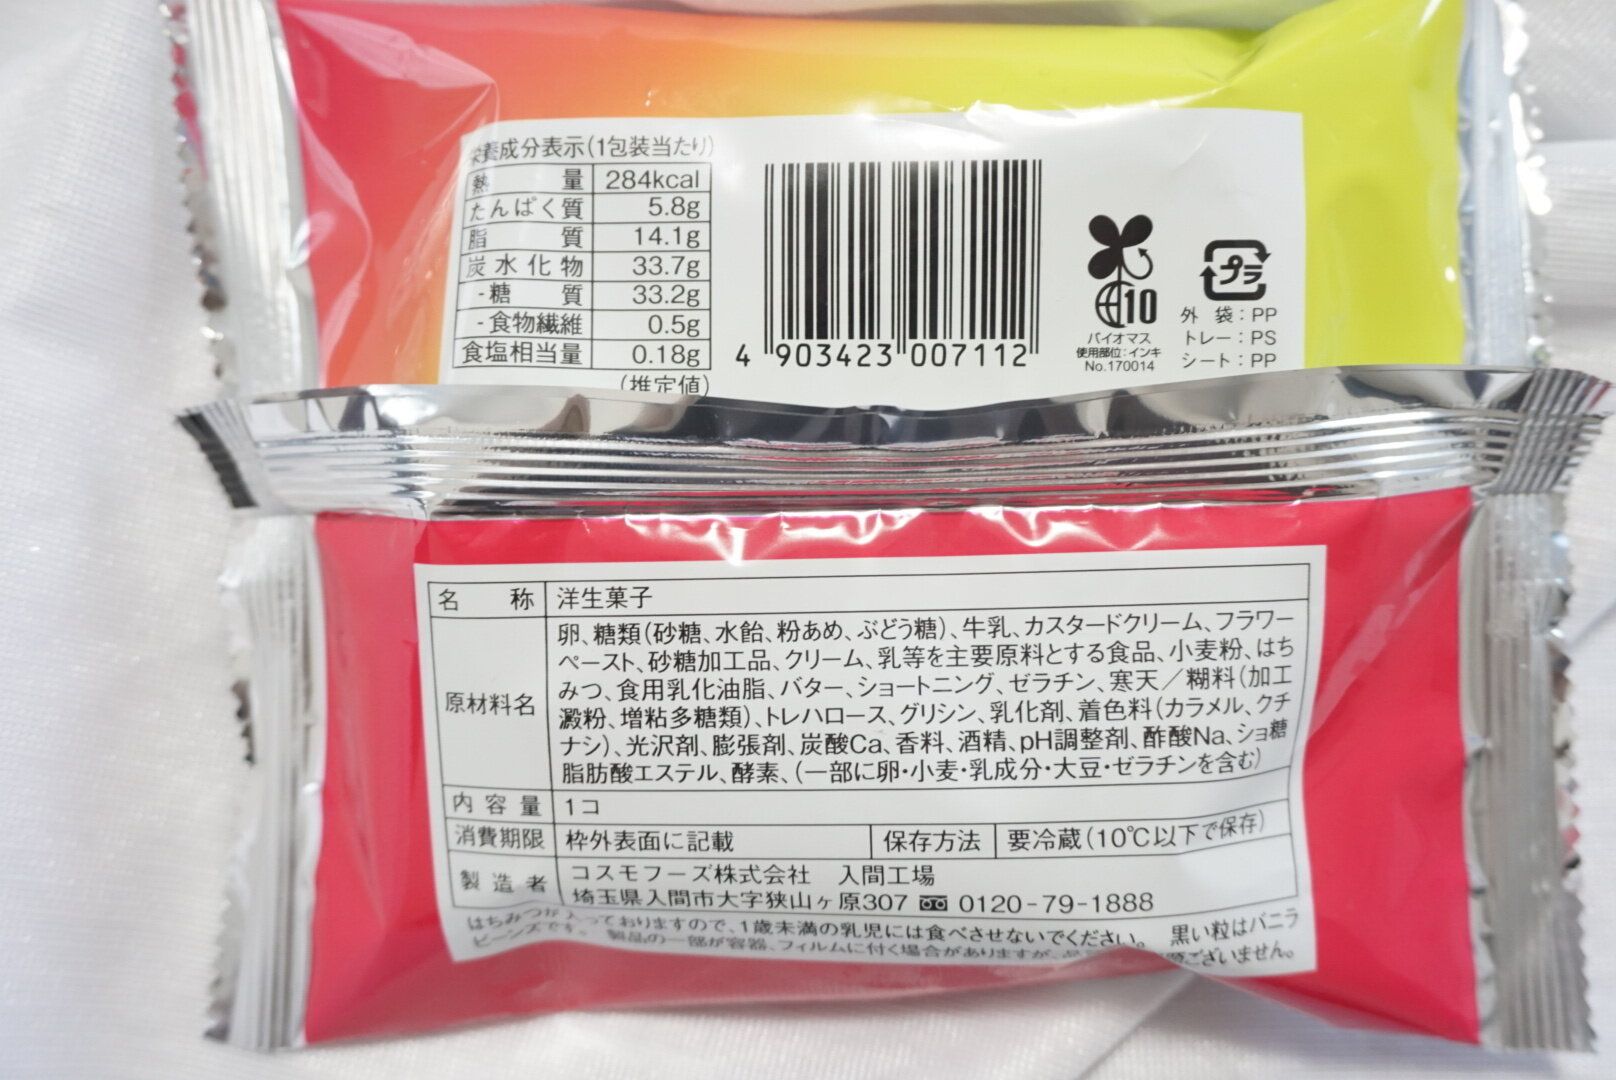 栄養成分表示(1包装当たり)
熱量 284kcal
たんぱく質 5.8g
脂質 14.1g
炭水化物 33.7g
-糖質 33.2g
-食物繊維 0.5g
食塩相当量 0.18g
(推定値)
4 903423 007112
10
バイオマス
使用部位:インキ
No.170014
プラ
外袋:PP
トレー:PS
シート:PP
名称 洋生菓子
原材料名
卵、糖類(砂糖、水飴、粉あめ、ぶどう糖)、牛乳、カスタードクリーム、フラワー
ペースト、砂糖加工品、クリーム、乳等を主要原料とする食品、小麦粉、はち
みつ、食用乳化油脂、バター、ショートニング、ゼラチン、寒天/糊料(加工
澱粉、増粘多糖類)、トレハロース、グリシン、乳化剤、着色料(カラメル、クチ
ナシ)、光沢剤、膨張剤、炭酸Ca、香料、酒精、pH調整剤、酢酸Na、ショ糖
脂肪酸エステル、酵素、(一部に卵・小麦・乳成分・大豆・ゼラチンを含む)
内容量 1コ
消費期限 枠外表面に記載 保存方法 要冷蔵(10℃以下で保存)
製造者 コスモフーズ株式会社 入間工場
埼玉県入間市大字狭山ヶ原307 0120-79-1888
はちみつが入っておりますので、1歳未満の乳児には食べさせないでください。 黒い粒はバニラ
ビーンズです。 製品の一部が容器、フィルムに付く場合がありますが、ございません。